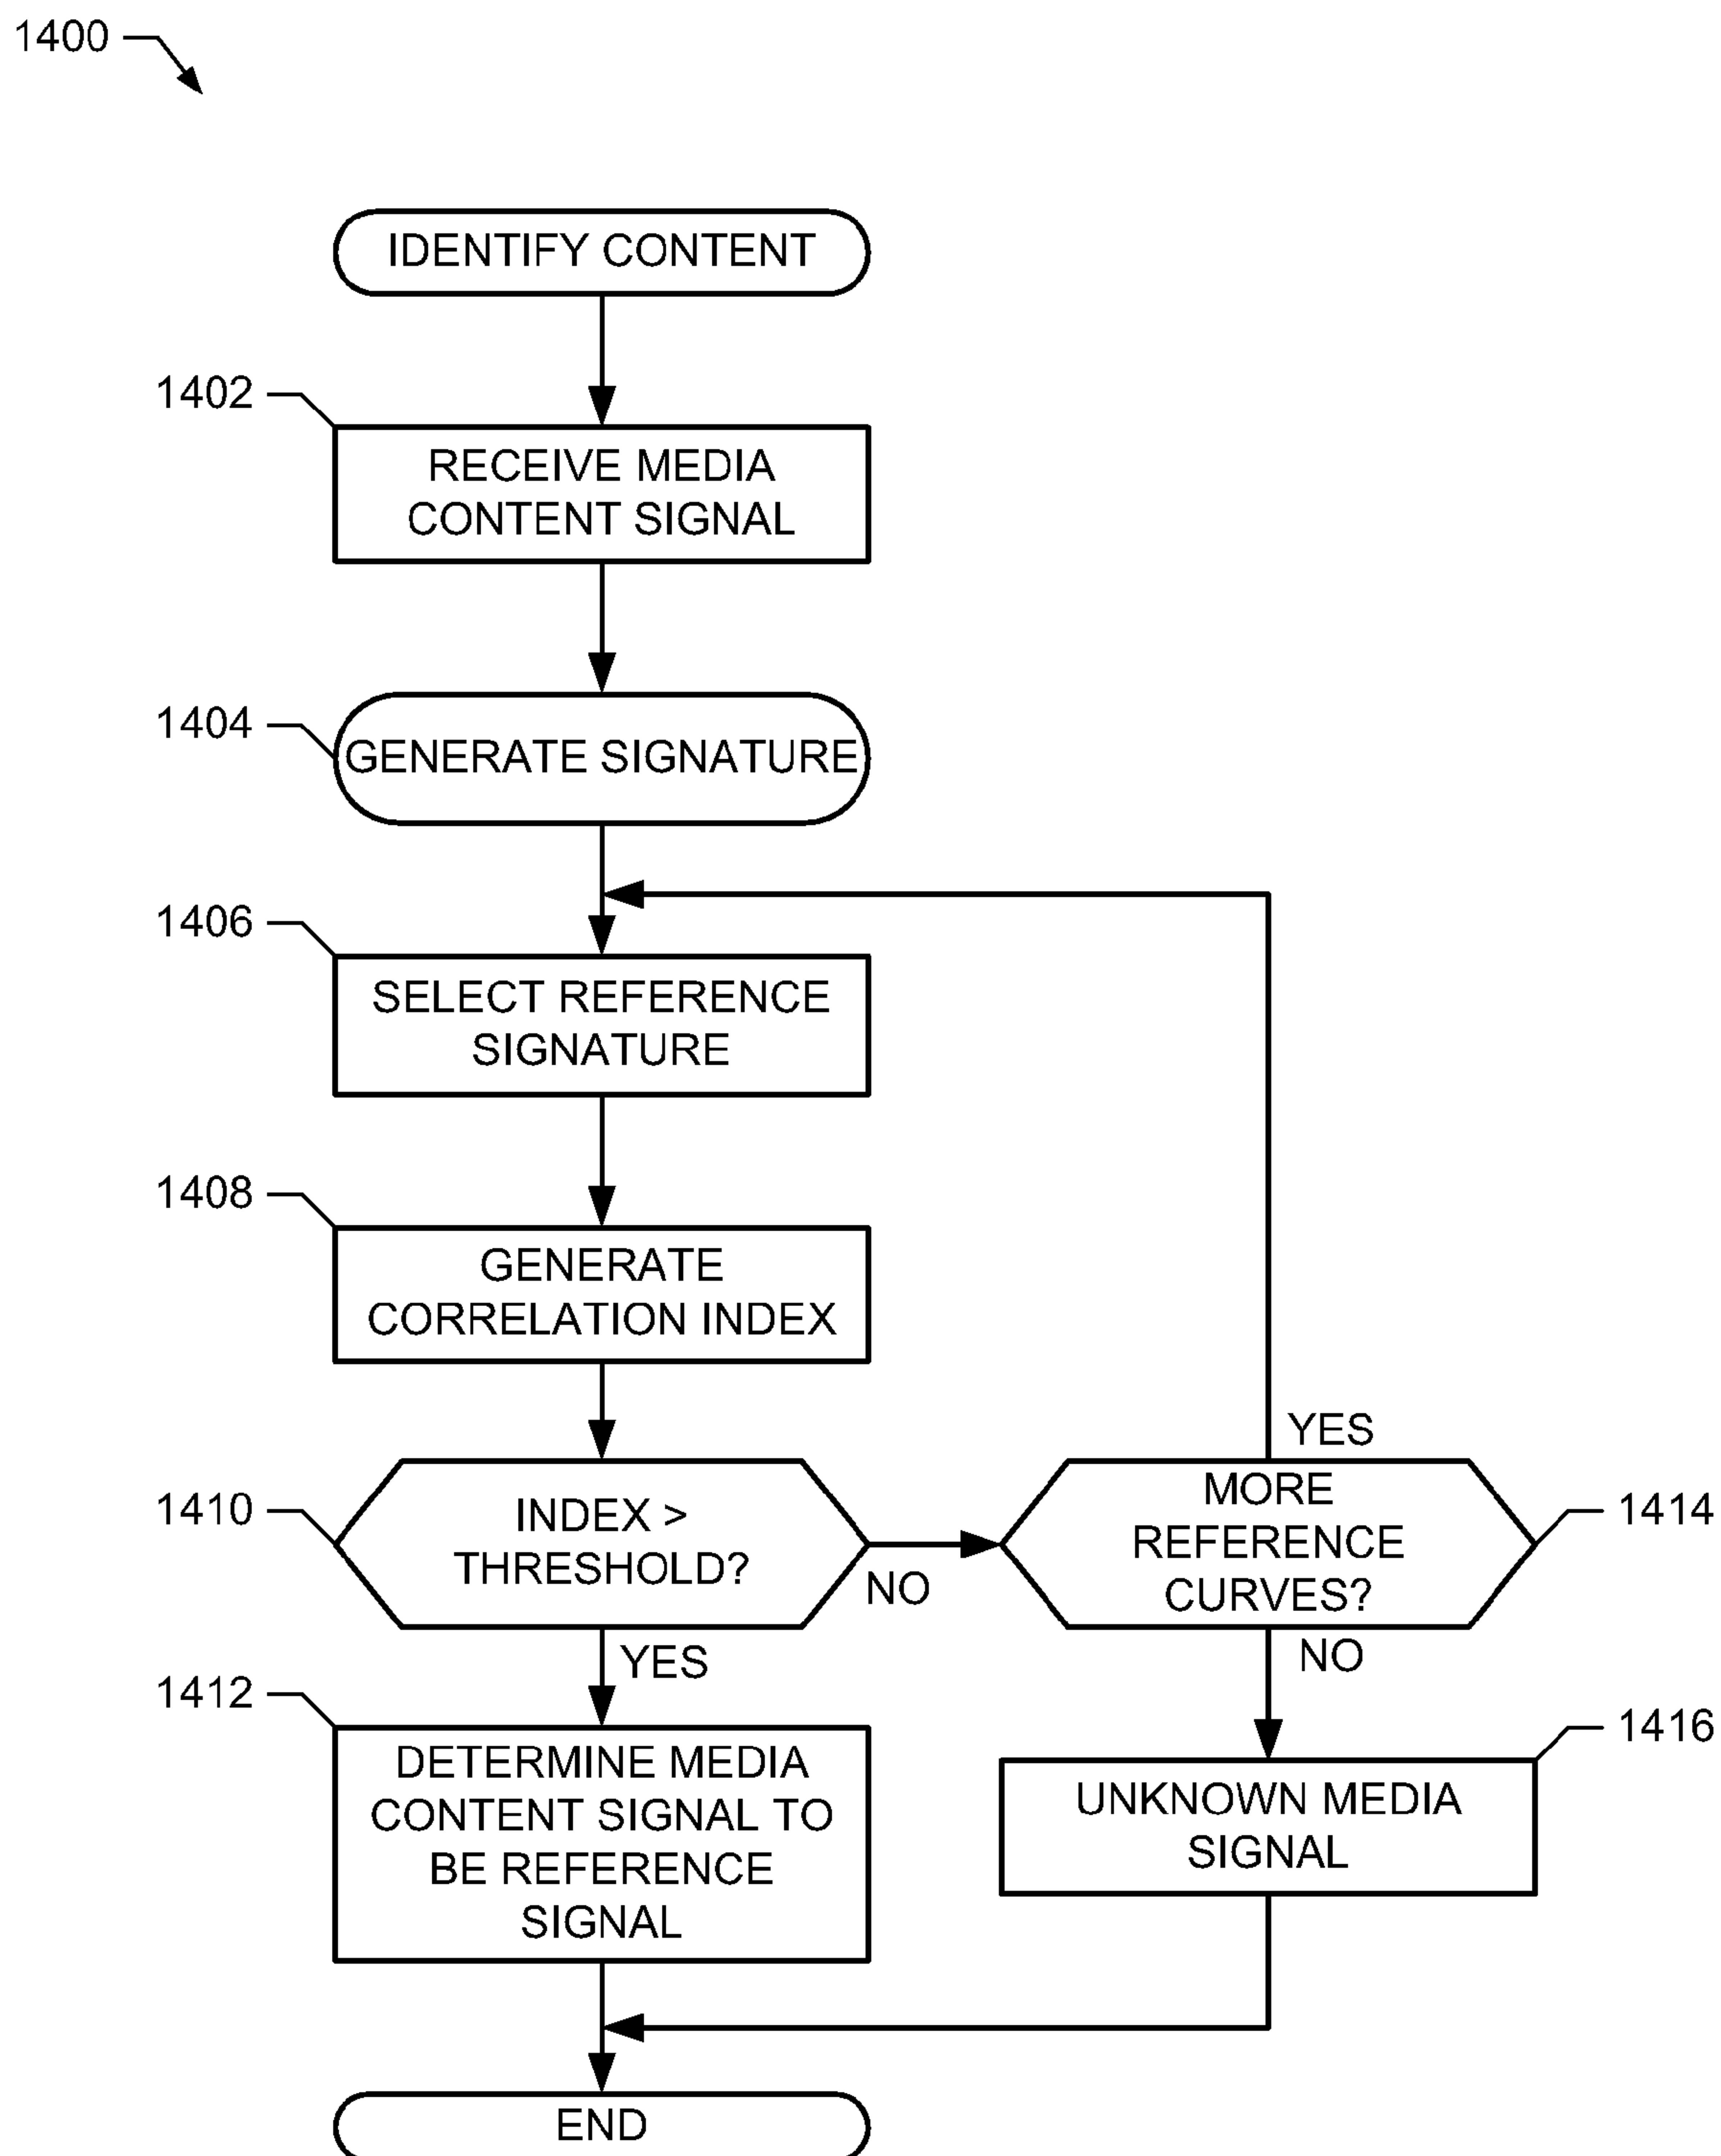 1400
IDENTIFY CONTENT
1402
RECEIVE MEDIA
CONTENT SIGNAL
1404
GENERATE SIGNATURE
1406
SELECT REFERENCE
SIGNATURE
1408
GENERATE
CORRELATION INDEX
1410
INDEX >
THRESHOLD?
NO
YES
1414
MORE
REFERENCE
CURVES?
YES
NO
1412
DETERMINE MEDIA
CONTENT SIGNAL TO
BE REFERENCE
SIGNAL
1416
UNKNOWN MEDIA
SIGNAL
END